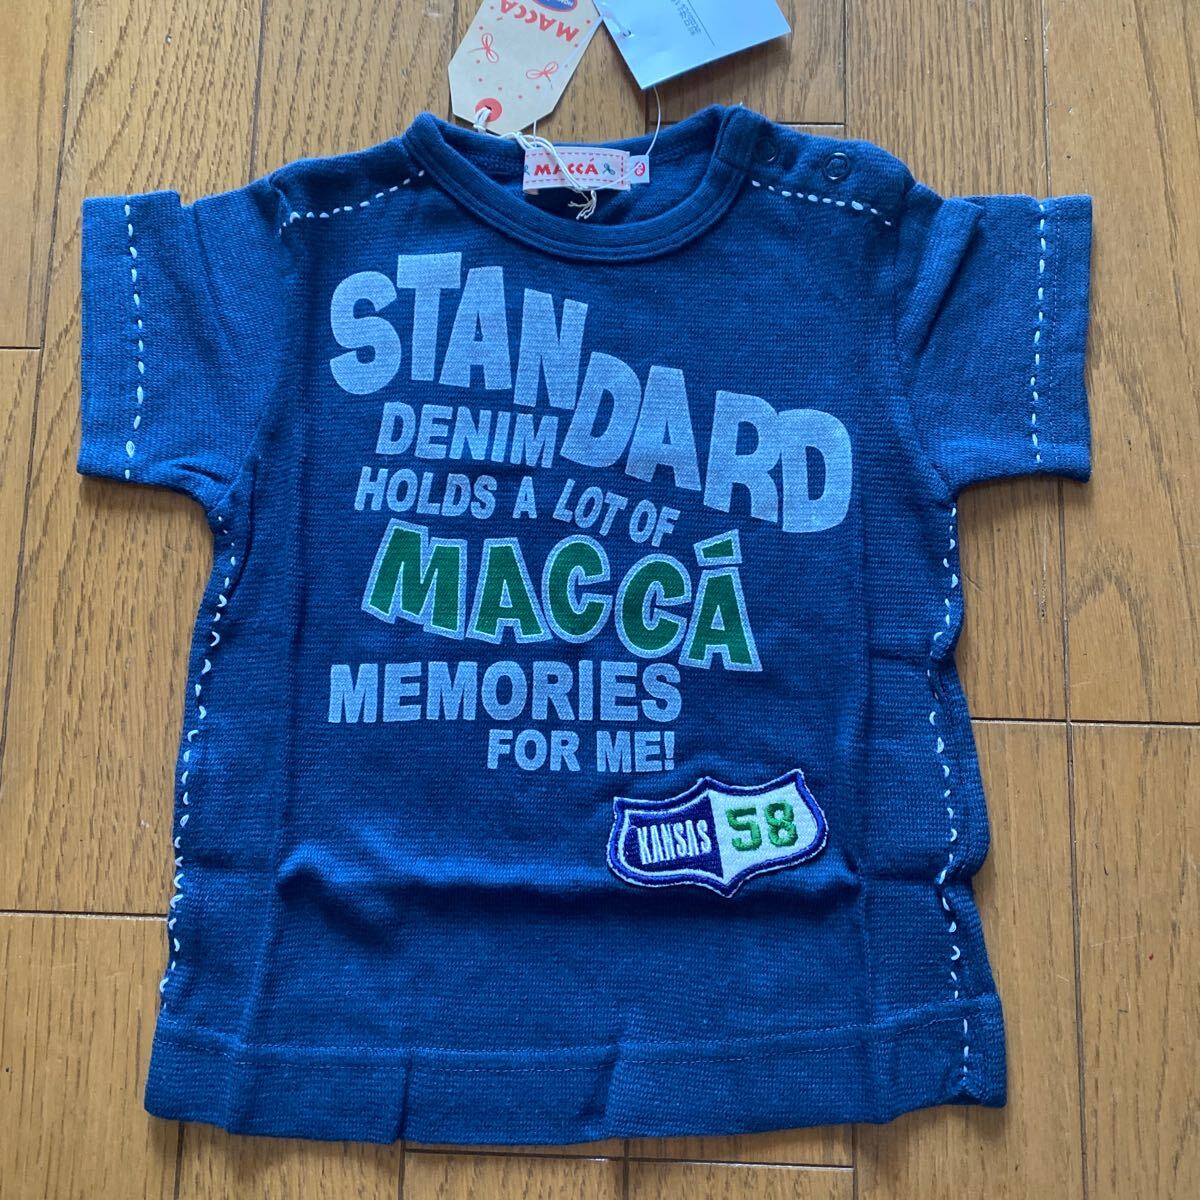 MACCÁ
MACCÁ
STANDARD
DENIM
HOLDS A LOT OF
MACCÁ
MEMORIES
FOR ME!
KANSAS 58